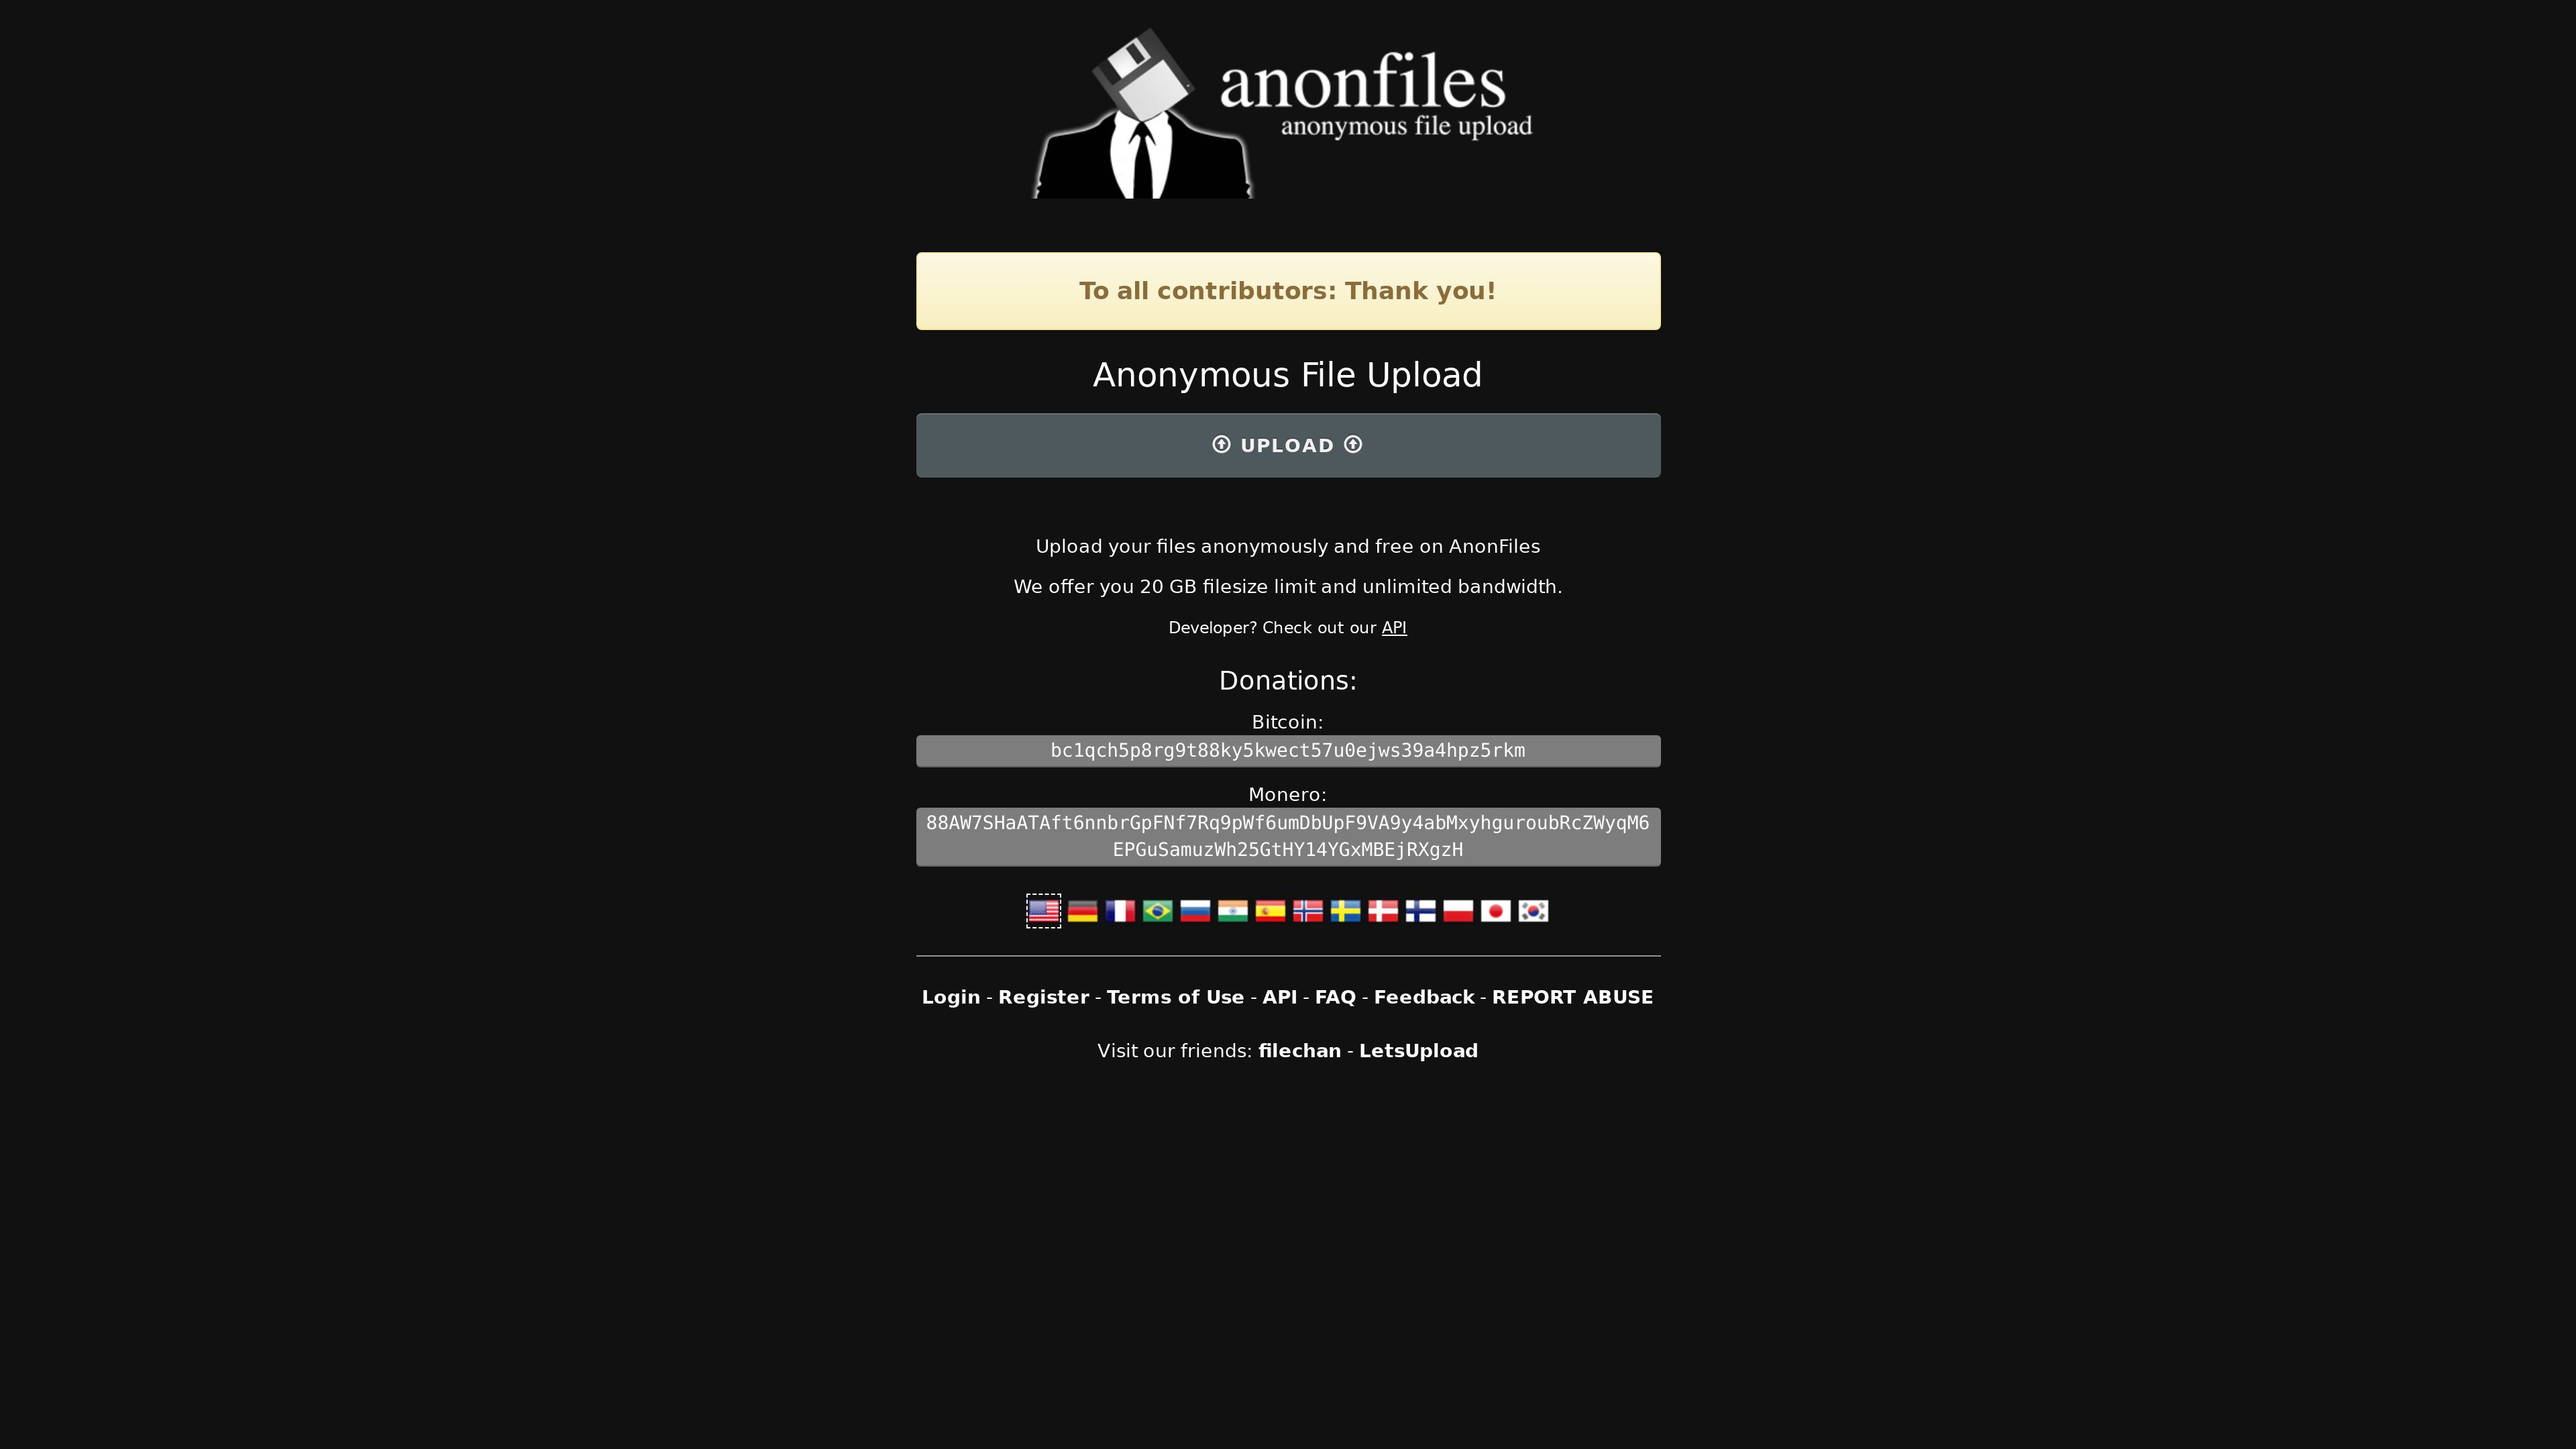 anonfiles
anonymous file upload
To all contributors: Thank you!
Anonymous File Upload
UPLOAD
Upload your files anonymously and free on AnonFiles
We offer you 20 GB filesize limit and unlimited bandwidth.
Developer? Check out our API
Donations:
Bitcoin:
bc1qch5p8rg9t88ky5kwect57u0ejws39a4hpz5rkm
Monero:
88AW7SHaATAft6nnbrGpFNf7Rq9pWf6umDbUpF9VA9y4abMxyhguroubRcZWyqM6
EPGuSamuzWh25GtHY14YGxMBEjRXgzH
Login - Register - Terms of Use - API - FAQ - Feedback - REPORT ABUSE
Visit our friends: filechan - LetsUpload